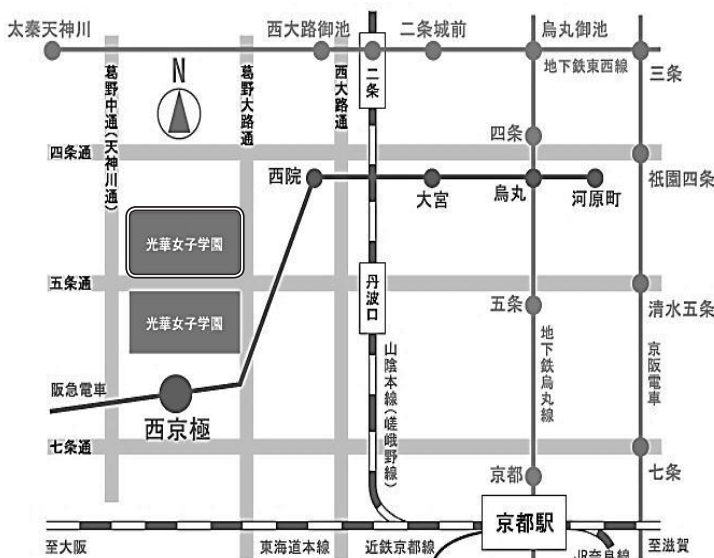 太秦天神川
西大路御池
二条城前
烏丸御池
地下鉄東西線
三条
N
葛野中通(天神川通)
葛野大路通
西大路通
二条
四条通
四条
祇園四条
西院
大宮
烏丸
河原町
光華女子学園
五条通
丹波口
五条
清水五条
光華女子学園
山陰本線(嵯峨野線)
地下鉄烏丸線
京阪電車
阪急電車
西京極
七条通
京都
七条
京都駅
至大阪
東海道本線
近鉄京都線
JR奈良線
至滋賀